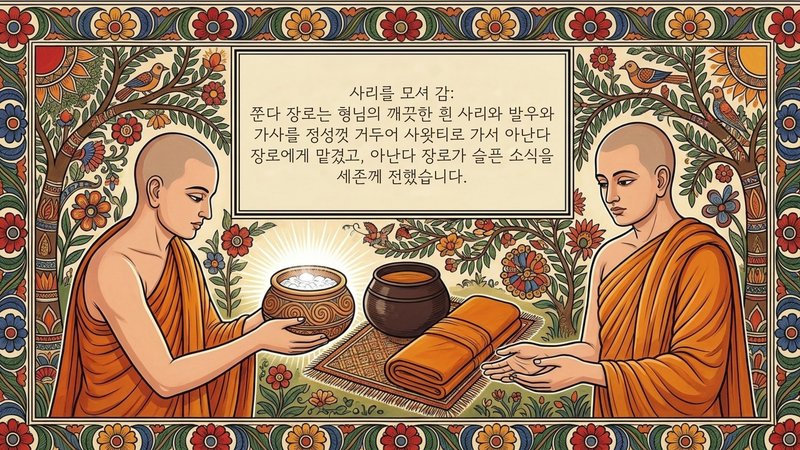 사리를 모셔 감:
쭌다 장로는 형님의 깨끗한 흰 사리와 발우와
가사를 정성껏 거두어 사왓티로 가서 아난다
장로에게 맡겼고, 아난다 장로가 슬픈 소식을
세존께 전했습니다.